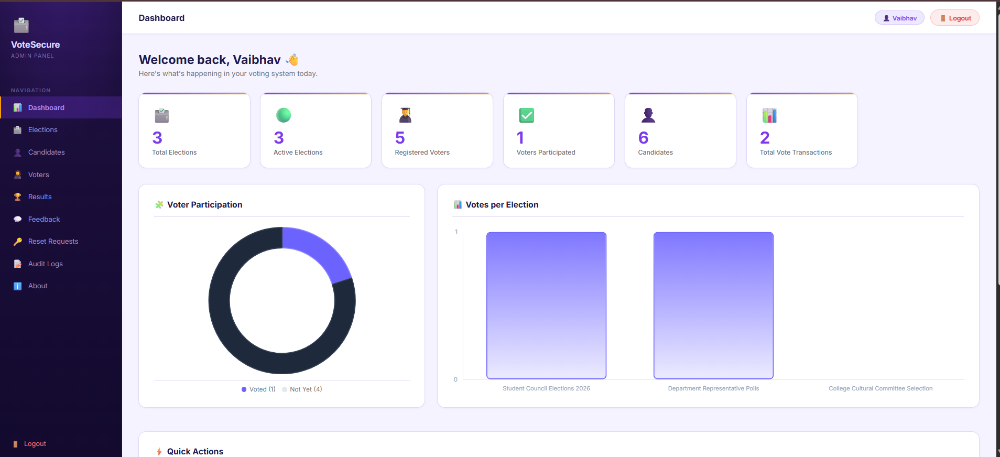 VoteSecure
ADMIN PANEL
NAVIGATION
Dashboard
Elections
Candidates
Voters
Results
Feedback
Reset Requests
Audit Logs
About
Logout
Dashboard
Vaibhav
Logout
Welcome back, Vaibhav
Here's what's happening in your voting system today.
3
Total Elections
3
Active Elections
5
Registered Voters
1
Voters Participated
6
Candidates
2
Total Vote Transactions
Voter Participation
Voted (1) Not Yet (4)
Votes per Election
1
0
Student Council Elections 2026
Department Representative Polls
College Cultural Committee Selection
Quick Actions